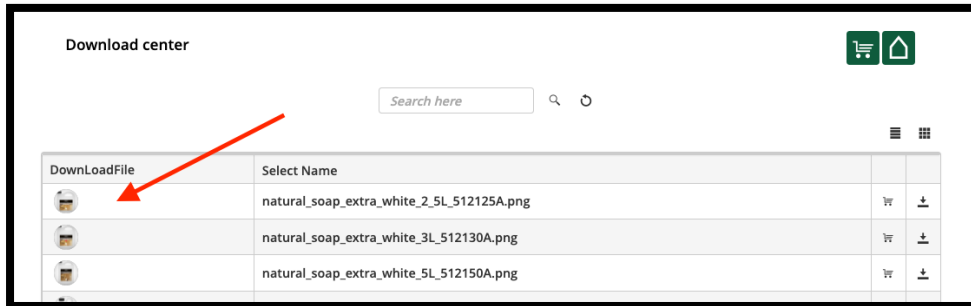 Download center
Search here
DownLoadFile Select Name
natural_soap_extra_white_2_5L_512125A.png
natural_soap_extra_white_3L_512130A.png
natural_soap_extra_white_5L_512150A.png